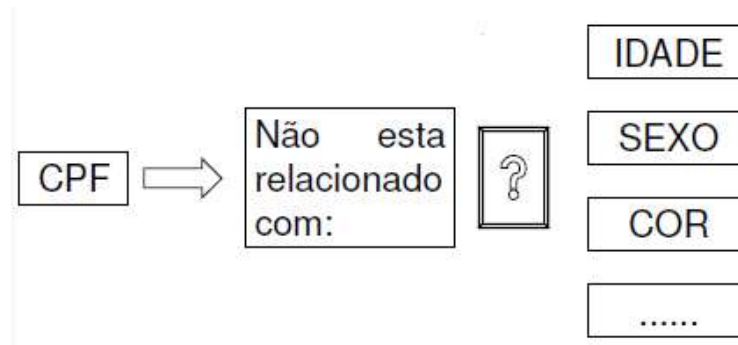 CPF
Não esta
relacionado
com:
?
IDADE
SEXO
COR
......